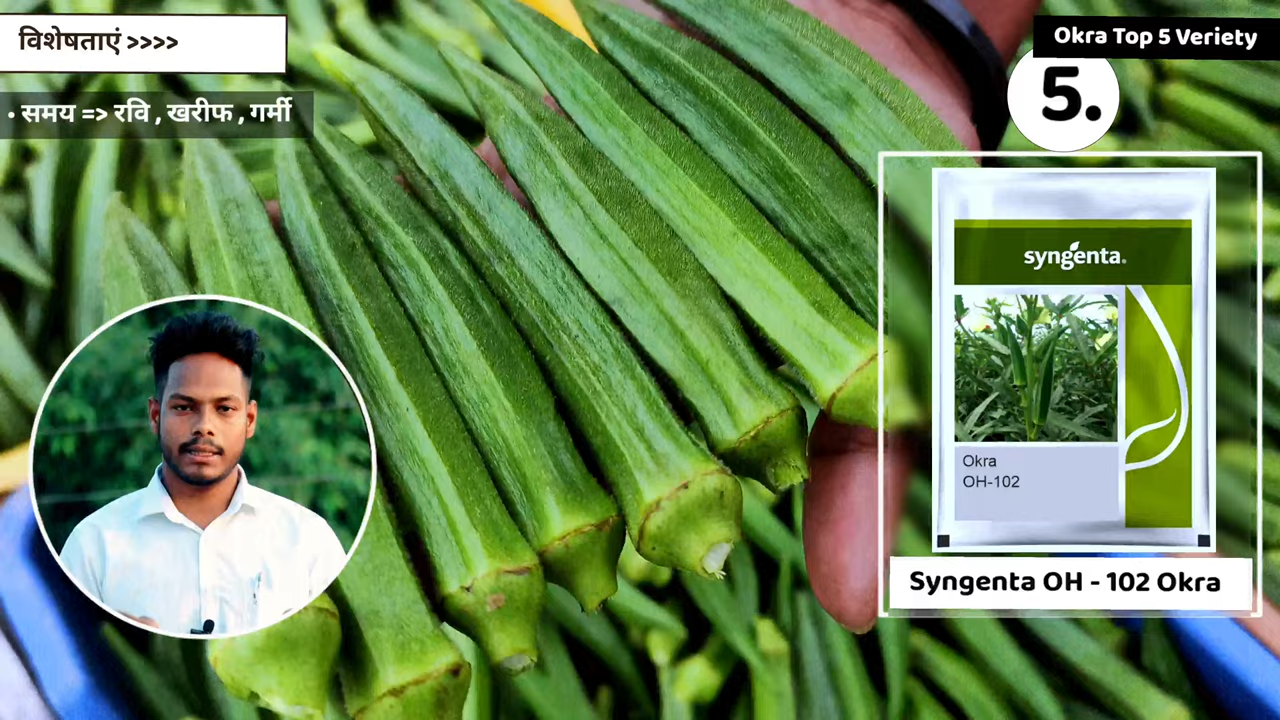 विशेषताएं >>>>
• समय => रवि , खरीफ , गर्मी
Okra Top 5 Veriety
5.
syngenta®
Okra
OH-102
Syngenta OH - 102 Okra